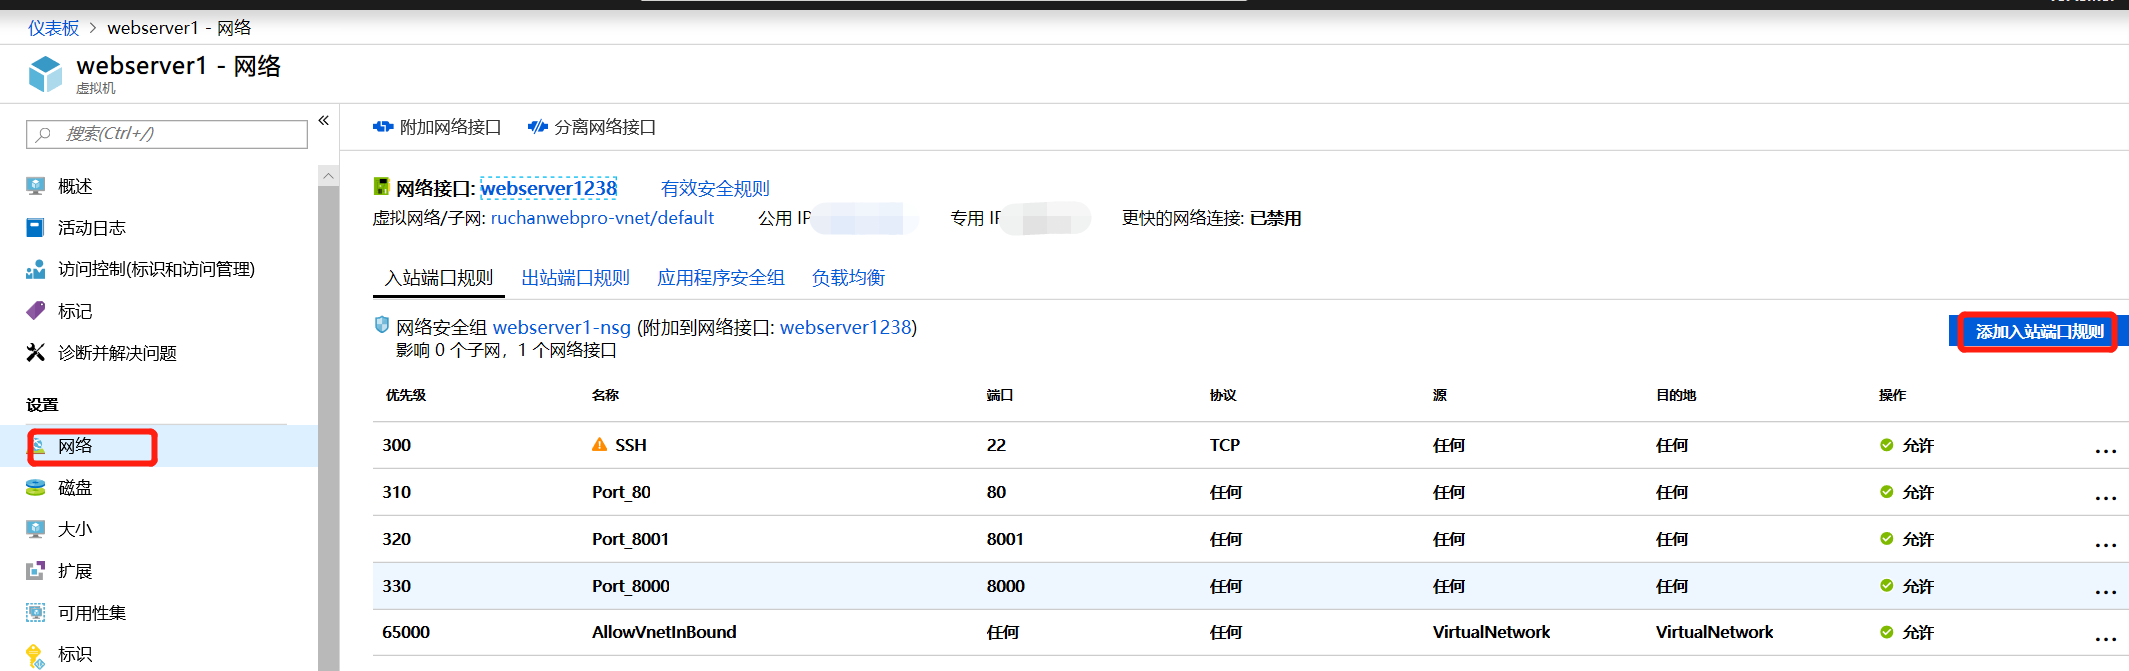 仪表板 > webserver1 - 网络
webserver1 - 网络
虚拟机
搜索(Ctrl+/)
«
概述
活动日志
访问控制(标识和访问管理)
标记
诊断并解决问题
设置
网络
磁盘
大小
扩展
可用性集
标识
附加网络接口 分离网络接口
网络接口: webserver1238 有效安全规则
虚拟网络/子网: ruchanwebpro-vnet/default 公用 IP 专用 IP 更快的网络连接: 已禁用
入站端口规则 出站端口规则 应用程序安全组 负载均衡
网络安全组 webserver1-nsg (附加到网络接口: webserver1238)
影响 0 个子网，1 个网络接口
添加入站端口规则
优先级 名称 端口 协议 源 目的地 操作
300 SSH 22 TCP 任何 任何 允许 ...
310 Port_80 80 任何 任何 任何 允许 ...
320 Port_8001 8001 任何 任何 任何 允许 ...
330 Port_8000 8000 任何 任何 任何 允许 ...
65000 AllowVnetInBound 任何 任何 VirtualNetwork VirtualNetwork 允许 ...